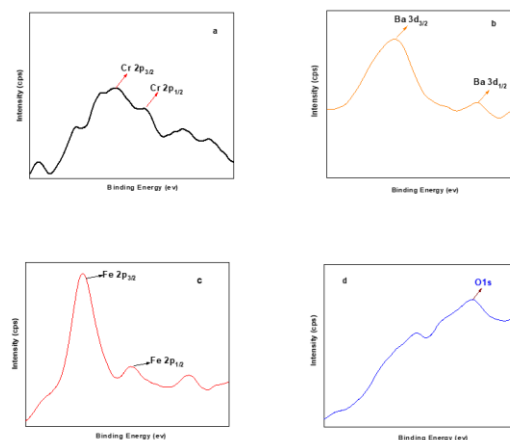 a
Cr 2p3/2
Cr 2p1/2
Intensity (cps)
Binding Energy (ev)
b
Ba 3d3/2
Ba 3d1/2
Intensity (cps)
Binding Energy (ev)
c
Fe 2p3/2
Fe 2p1/2
Intensity (cps)
Binding Energy (ev)
d
O1s
Intensity (cps)
Binding Energy (ev)